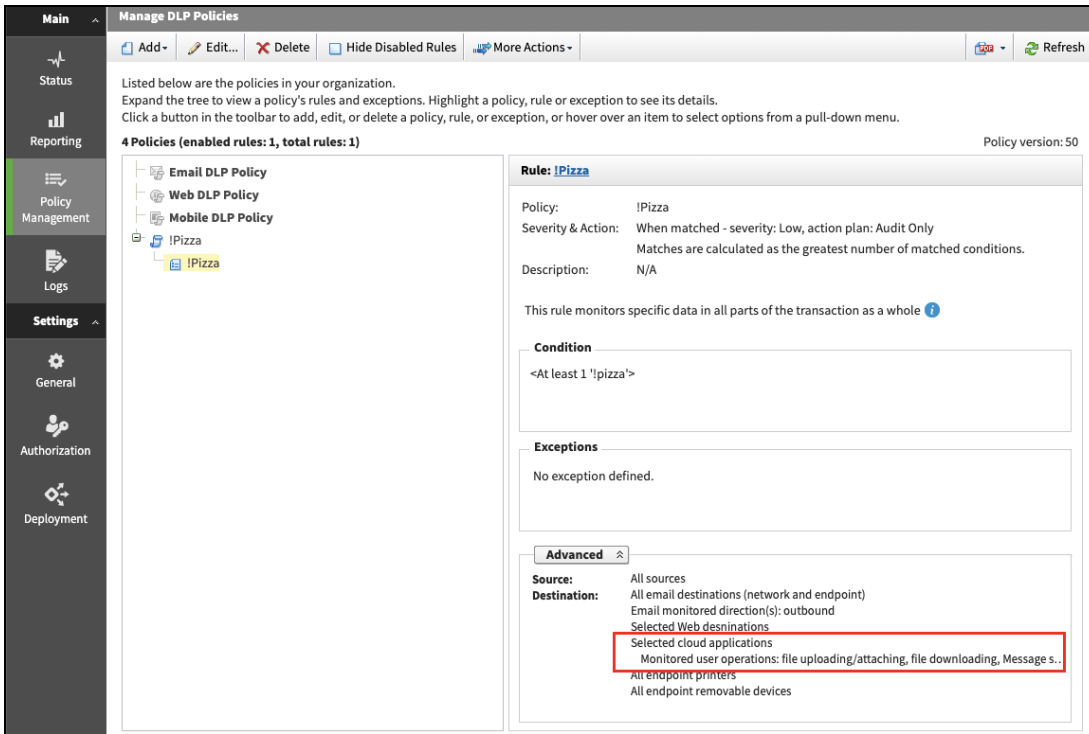 Main
Status
Reporting
Policy
Management
Logs
Settings
General
Authorization
Deployment
Manage DLP Policies
Add Edit... Delete Hide Disabled Rules More Actions PDF Refresh
Listed below are the policies in your organization.
Expand the tree to view a policy's rules and exceptions. Highlight a policy, rule or exception to see its details.
Click a button in the toolbar to add, edit, or delete a policy, rule, or exception, or hover over an item to select options from a pull-down menu.
4 Policies (enabled rules: 1, total rules: 1) Policy version: 50
Email DLP Policy
Web DLP Policy
Mobile DLP Policy
!Pizza
!Pizza
Rule: !Pizza
Policy: !Pizza
Severity & Action: When matched - severity: Low, action plan: Audit Only
Matches are calculated as the greatest number of matched conditions.
Description: N/A
This rule monitors specific data in all parts of the transaction as a whole i
Condition
<At least 1 '!pizza'>
Exceptions
No exception defined.
Advanced
Source: All sources
Destination: All email destinations (network and endpoint)
Email monitored direction(s): outbound
Selected Web desninations
Selected cloud applications
Monitored user operations: file uploading/attaching, file downloading, Message s..
All endpoint printers
All endpoint removable devices